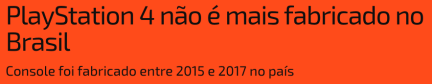 PlayStation 4 não é mais fabricado no
Brasil
Console foi fabricado entre 2015 e 2017 no país